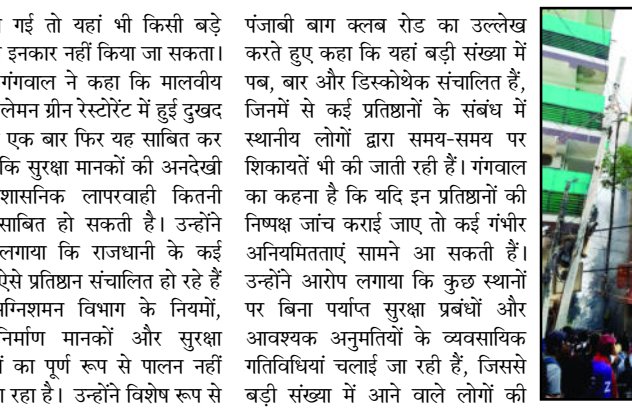 गई तो यहां भी किसी बड़े
इनकार नहीं किया जा सकता।
गंगवाल ने कहा कि मालवीय
लेमन ग्रीन रेस्टोरेंट में हुई दुखद
एक बार फिर यह साबित कर
कि सुरक्षा मानकों की अनदेखी
शासनिक लापरवाही कितनी
साबित हो सकती है। उन्होंने
लगाया कि राजधानी के कई
ऐसे प्रतिष्ठान संचालित हो रहे हैं
अग्निशमन विभाग के नियमों,
निर्माण मानकों और सुरक्षा
का पूर्ण रूप से पालन नहीं
रहा है। उन्होंने विशेष रूप से
पंजाबी बाग क्लब रोड का उल्लेख
करते हुए कहा कि यहां बड़ी संख्या में
पब, बार और डिस्कोथेक संचालित हैं,
जिनमें से कई प्रतिष्ठानों के संबंध में
स्थानीय लोगों द्वारा समय-समय पर
शिकायतें भी की जाती रही हैं। गंगवाल
का कहना है कि यदि इन प्रतिष्ठानों की
निष्पक्ष जांच कराई जाए तो कई गंभीर
अनियमितताएं सामने आ सकती हैं।
उन्होंने आरोप लगाया कि कुछ स्थानों
पर बिना पर्याप्त सुरक्षा प्रबंधों और
आवश्यक अनुमतियों के व्यवसायिक
गतिविधियां चलाई जा रही हैं, जिससे
बड़ी संख्या में आने वाले लोगों की